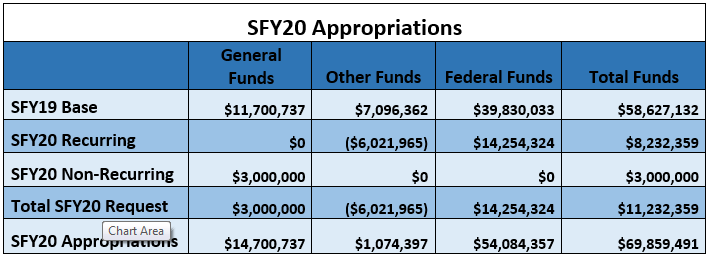 SFY20 Appropriations
General Funds Other Funds Federal Funds Total Funds
SFY19 Base $11,700,737 $7,096,362 $39,830,033 $58,627,132
SFY20 Recurring $0 ($6,021,965) $14,254,324 $8,232,359
SFY20 Non-Recurring $3,000,000 $0 $0 $3,000,000
Total SFY20 Request $3,000,000 ($6,021,965) $14,254,324 $11,232,359
Chart Area
SFY20 Appropriations $14,700,737 $1,074,397 $54,084,357 $69,859,491